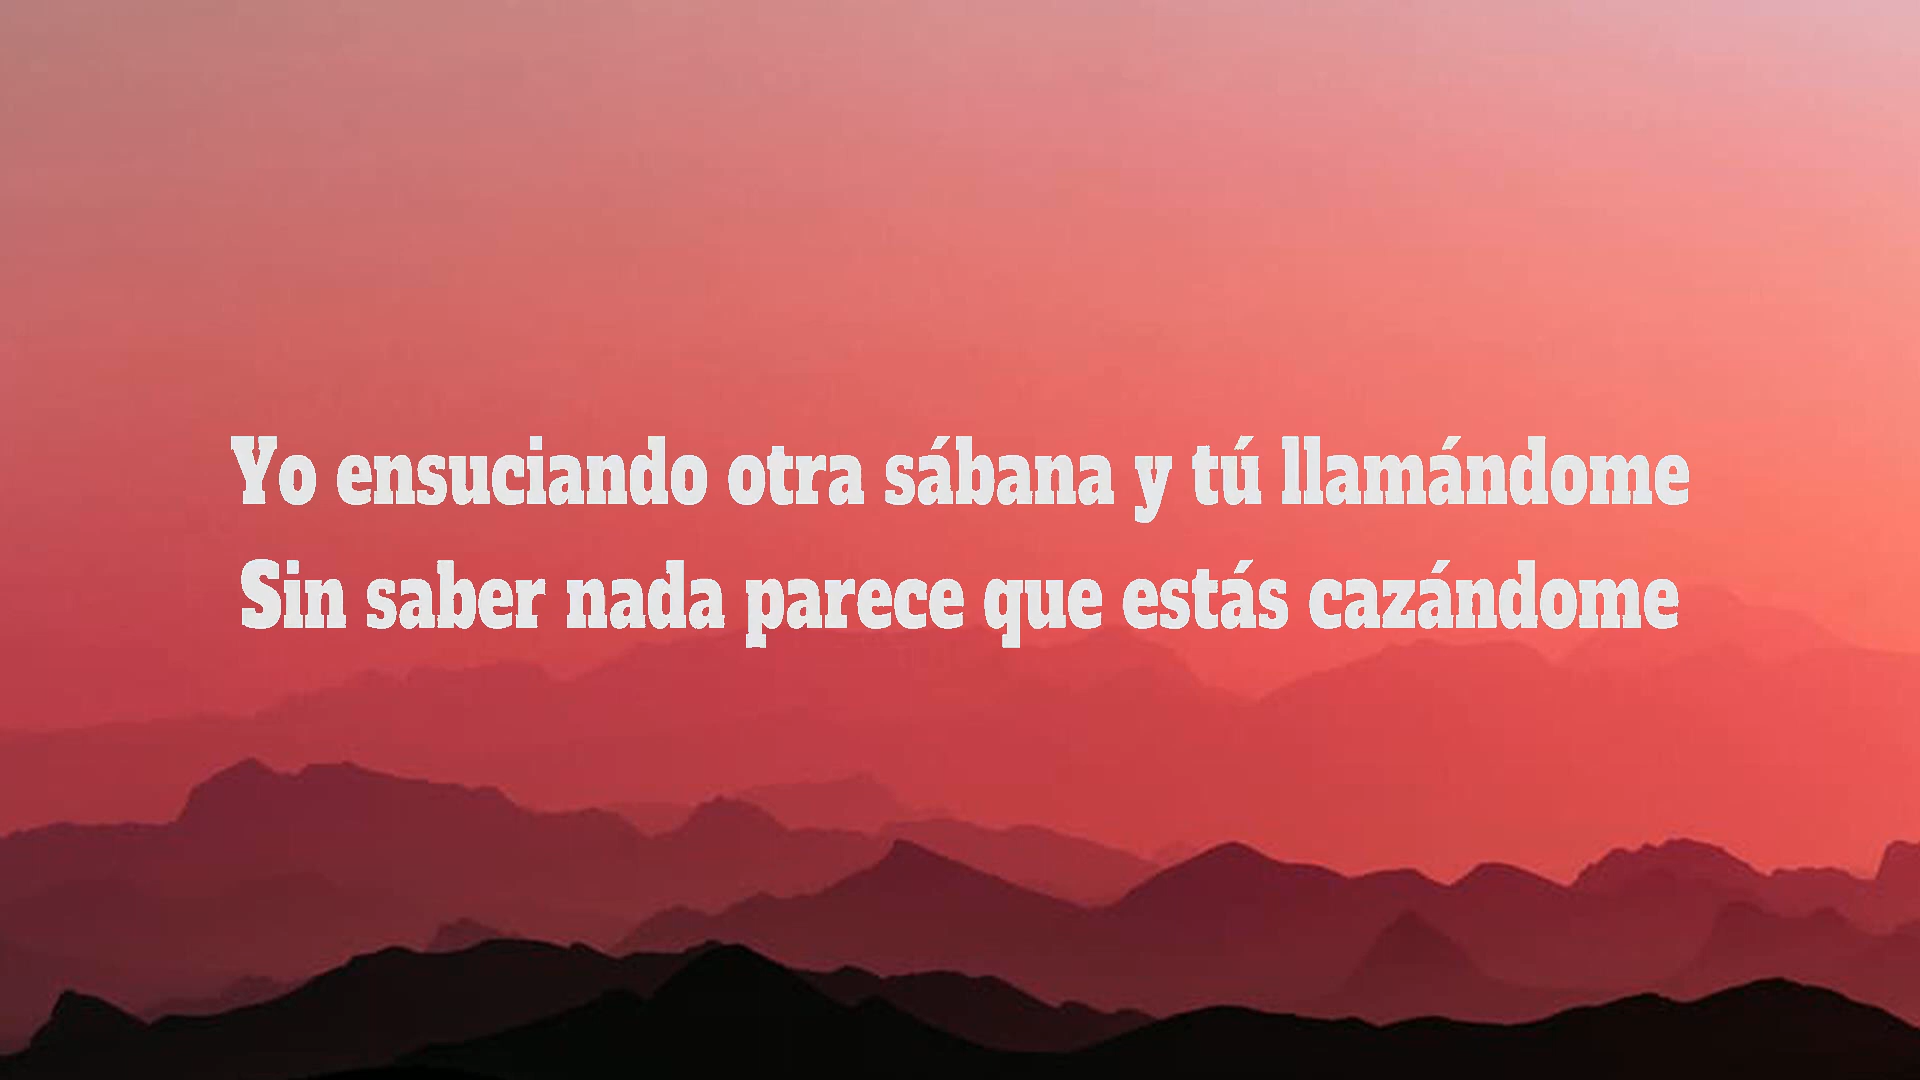 Yo ensuciando otra sábana y tú llamándome
Sin saber nada parece que estás cazándome